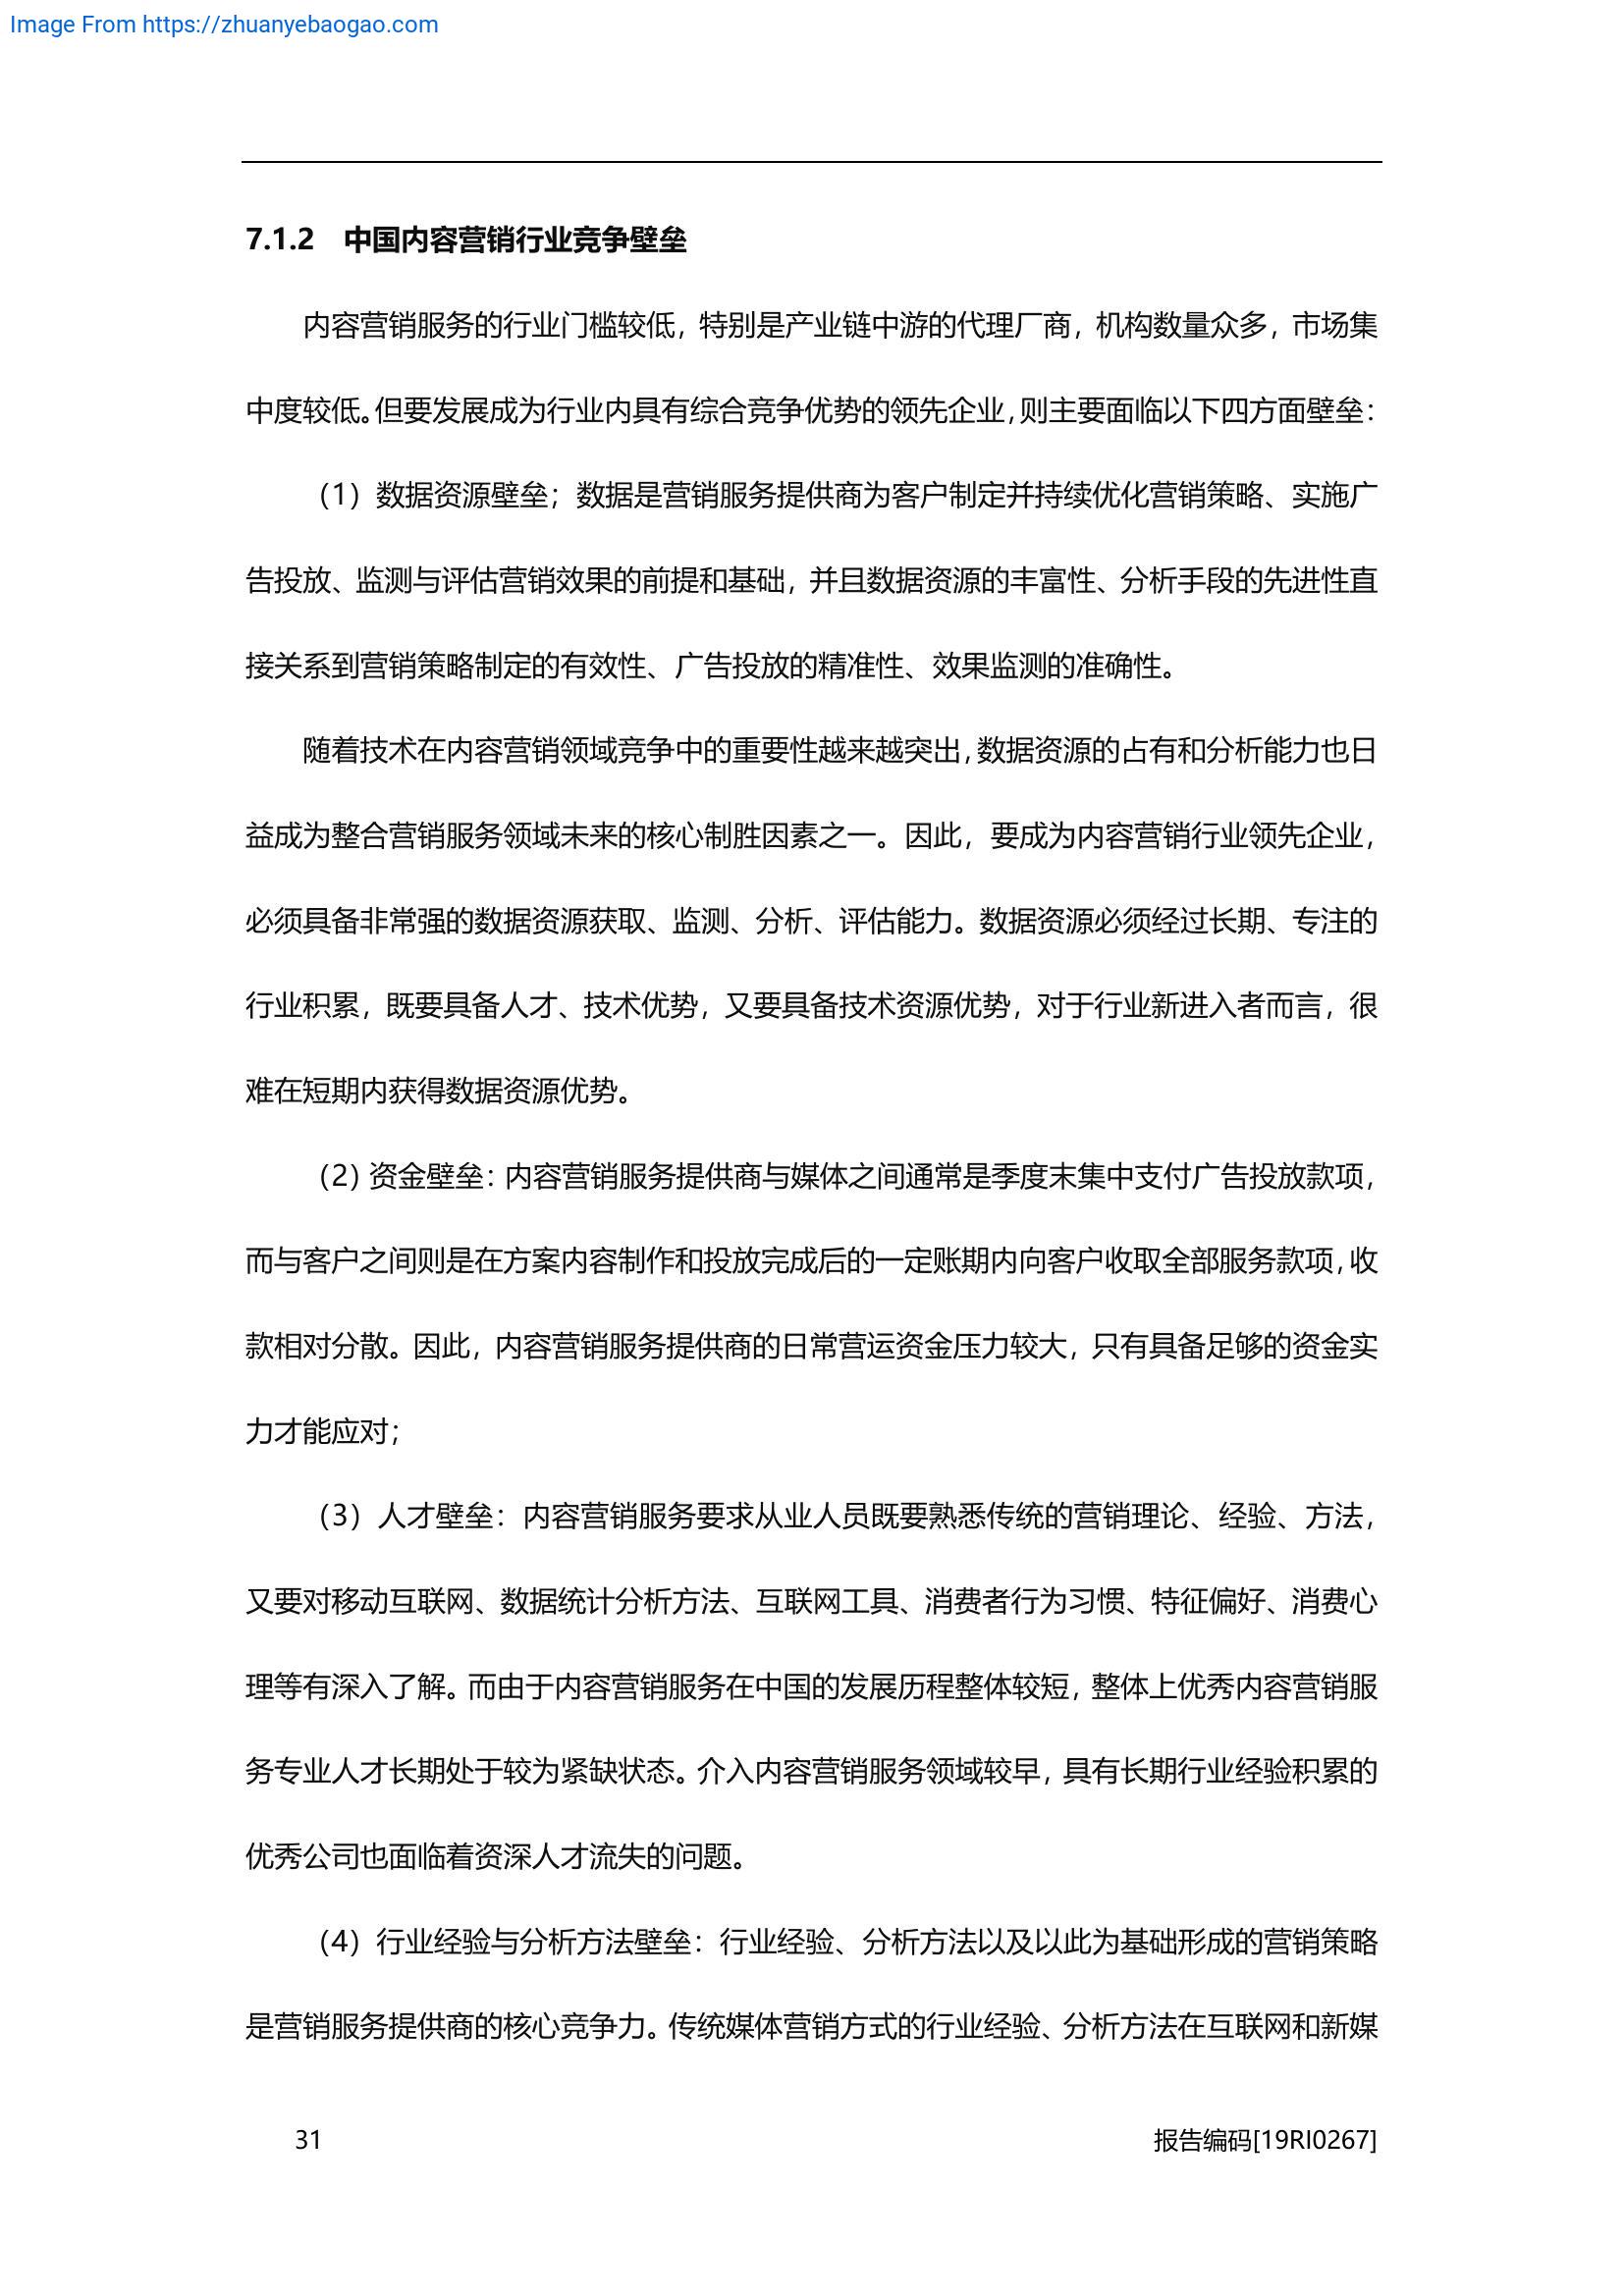 Image From https://zhuanyebaogao.com
7.1.2 中国内容营销行业竞争壁垒
内容营销服务的行业门槛较低，特别是产业链中游的代理厂商，机构数量众多，市场集
中度较低。但要发展成为行业内具有综合竞争优势的领先企业，则主要面临以下四方面壁垒：
（1）数据资源壁垒；数据是营销服务提供商为客户制定并持续优化营销策略、实施广
告投放、监测与评估营销效果的前提和基础，并且数据资源的丰富性、分析手段的先进性直
接关系到营销策略制定的有效性、广告投放的精准性、效果监测的准确性。
随着技术在内容营销领域竞争中的重要性越来越突出，数据资源的占有和分析能力也日
益成为整合营销服务领域未来的核心制胜因素之一。因此，要成为内容营销行业领先企业，
必须具备非常强的数据资源获取、监测、分析、评估能力。数据资源必须经过长期、专注的
行业积累，既要具备人才、技术优势，又要具备技术资源优势，对于行业新进入者而言，很
难在短期内获得数据资源优势。
（2）资金壁垒：内容营销服务提供商与媒体之间通常是季度末集中支付广告投放款项，
而与客户之间则是在方案内容制作和投放完成后的一定账期内向客户收取全部服务款项，收
款相对分散。因此，内容营销服务提供商的日常营运资金压力较大，只有具备足够的资金实
力才能应对；
（3）人才壁垒：内容营销服务要求从业人员既要熟悉传统的营销理论、经验、方法，
又要对移动互联网、数据统计分析方法、互联网工具、消费者行为习惯、特征偏好、消费心
理等有深入了解。而由于内容营销服务在中国的发展历程整体较短，整体上优秀内容营销服
务专业人才长期处于较为紧缺状态。介入内容营销服务领域较早，具有长期行业经验积累的
优秀公司也面临着资深人才流失的问题。
（4）行业经验与分析方法壁垒：行业经验、分析方法以及以此为基础形成的营销策略
是营销服务提供商的核心竞争力。传统媒体营销方式的行业经验、分析方法在互联网和新媒
31 报告编码[19RI0267]